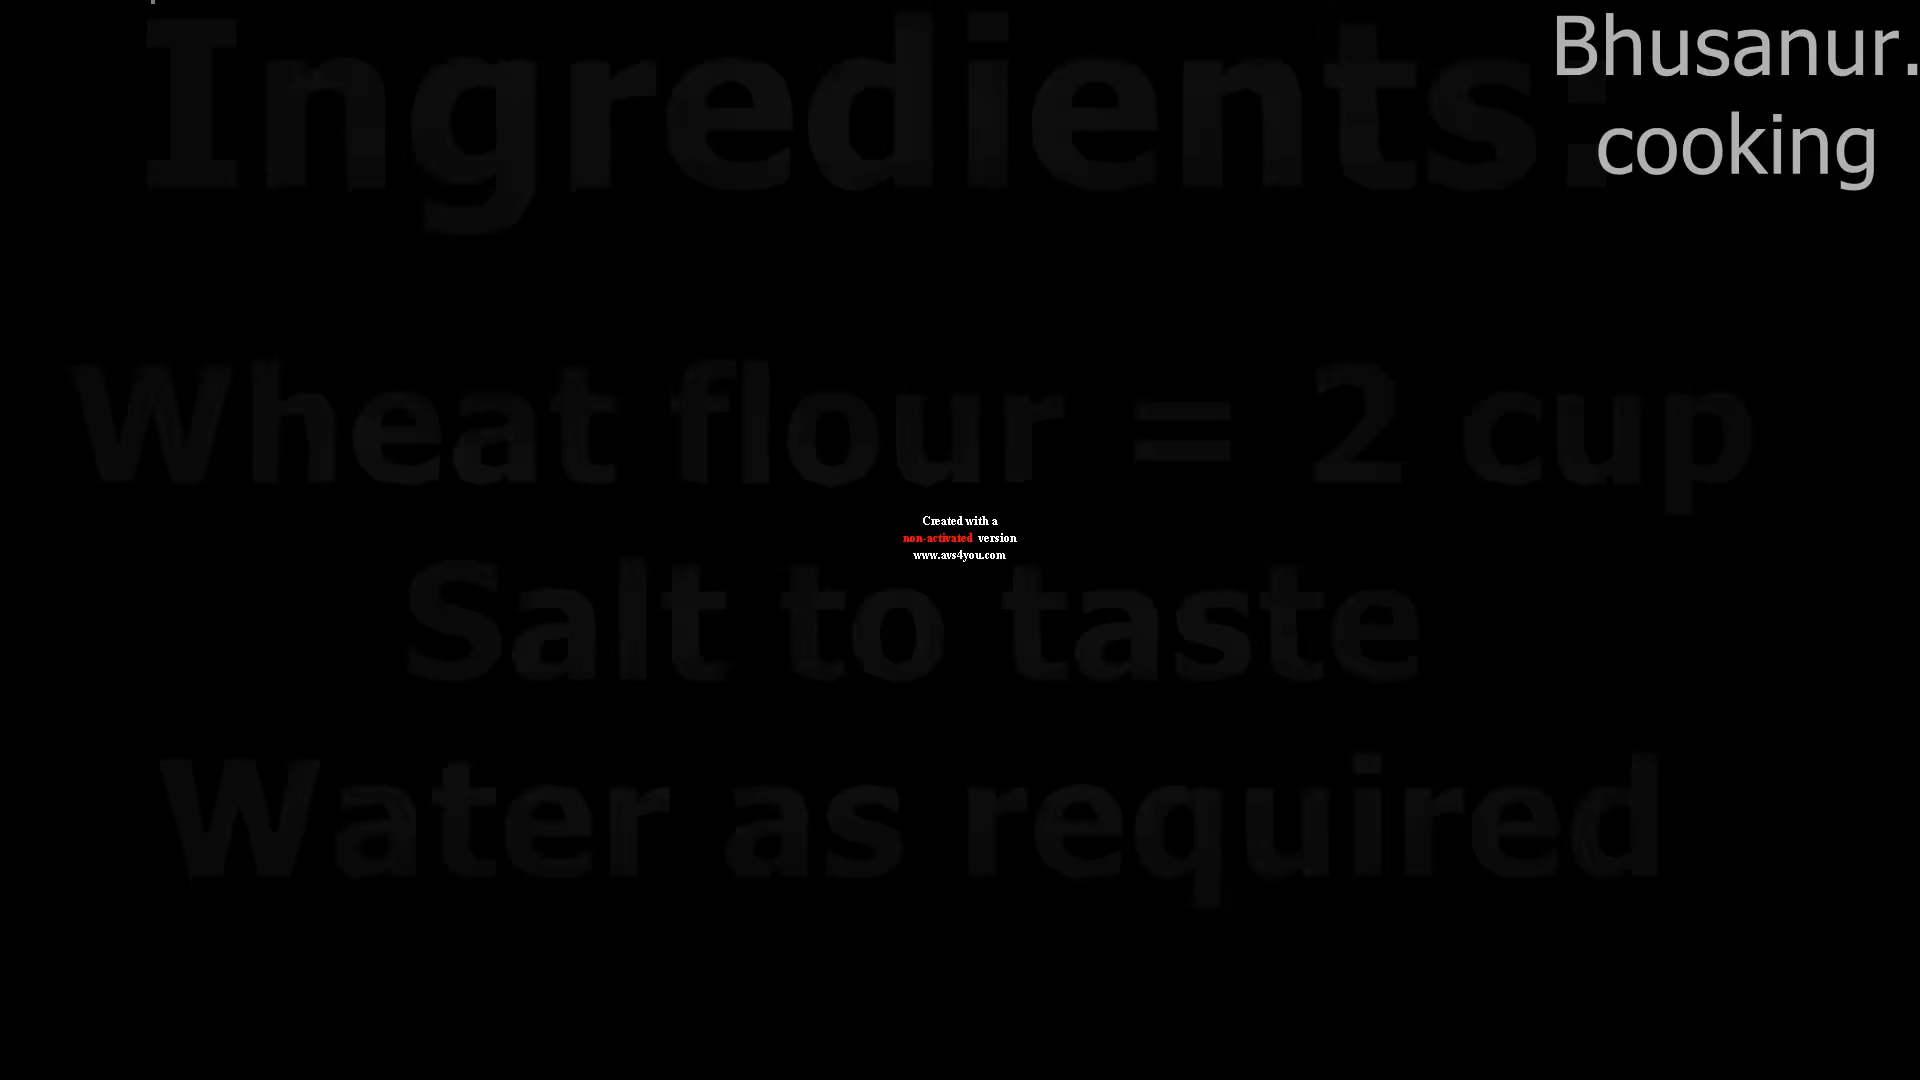 Bhusanur.
cooking
Ingredients:
Wheat flour = 2 cup
Created with a
non-activated version
www.avs4you.com
Salt to taste
Water as required